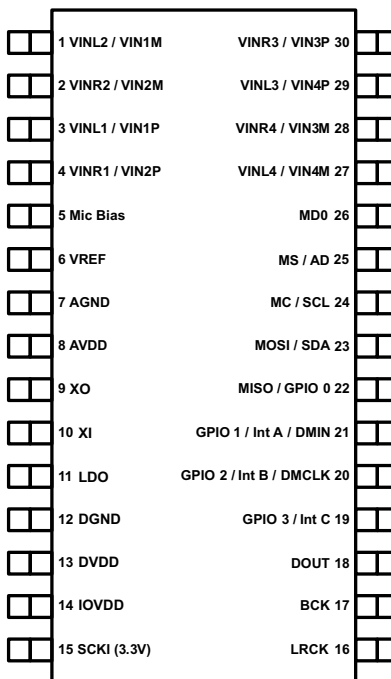 1 VINL2 / VIN1M
VINR3 / VIN3P 30
2 VINR2 / VIN2M
VINL3 / VIN4P 29
3 VINL1 / VIN1P
VINR4 / VIN3M 28
4 VINR1 / VIN2P
VINL4 / VIN4M 27
5 Mic Bias
MD0 26
6 VREF
MS / AD 25
7 AGND
MC / SCL 24
8 AVDD
MOSI / SDA 23
9 XO
MISO / GPIO 0 22
10 XI
GPIO 1 / Int A / DMIN 21
11 LDO
GPIO 2 / Int B / DMCLK 20
12 DGND
GPIO 3 / Int C 19
13 DVDD
DOUT 18
14 IOVDD
BCK 17
15 SCKI (3.3V)
LRCK 16